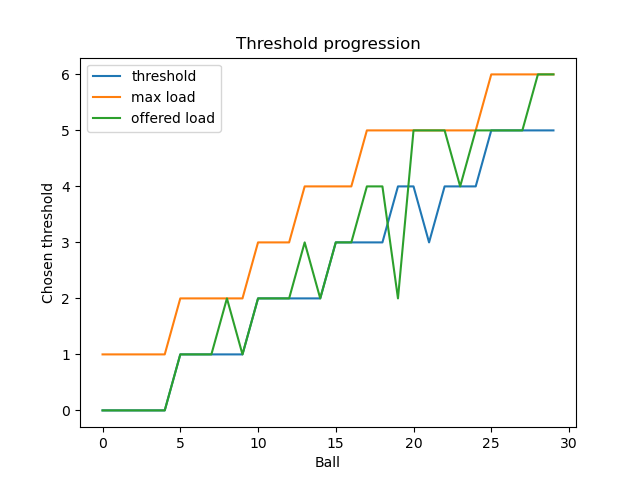 Threshold progression
threshold
max load
offered load
Chosen threshold
6
5
4
3
2
1
0
0 5 10 15 20 25 30
Ball